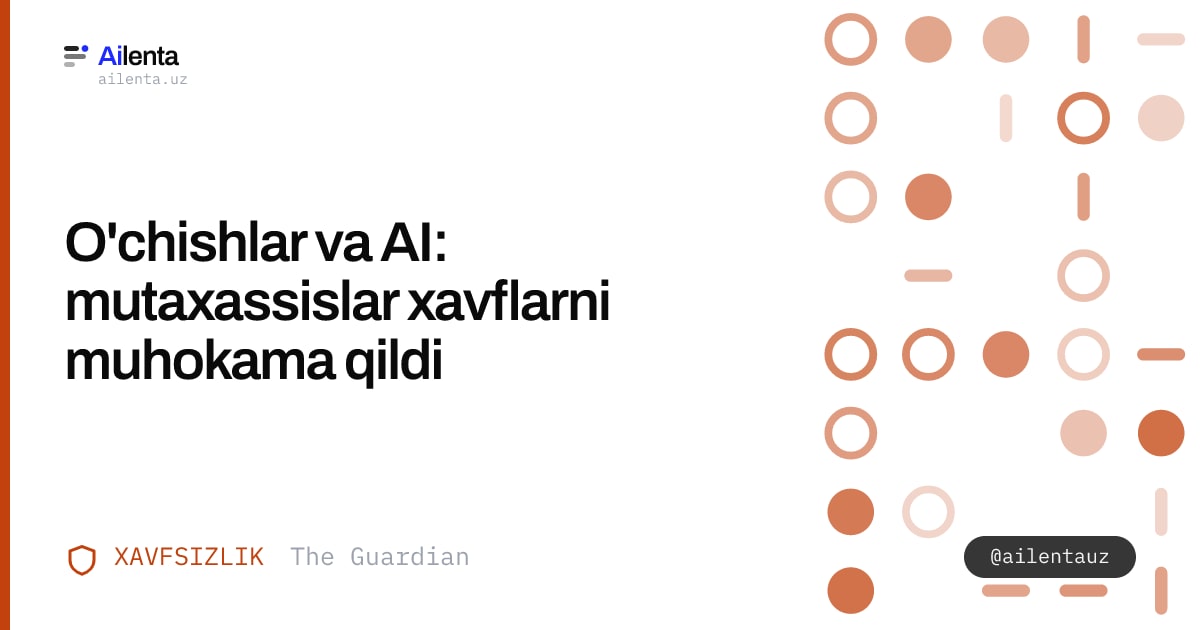 Ailenta
ailenta.uz
O'chishlar va AI:
mutaxassislar xavflarni
muhokama qildi
XAVFSIZLIK The Guardian
@ailentauz